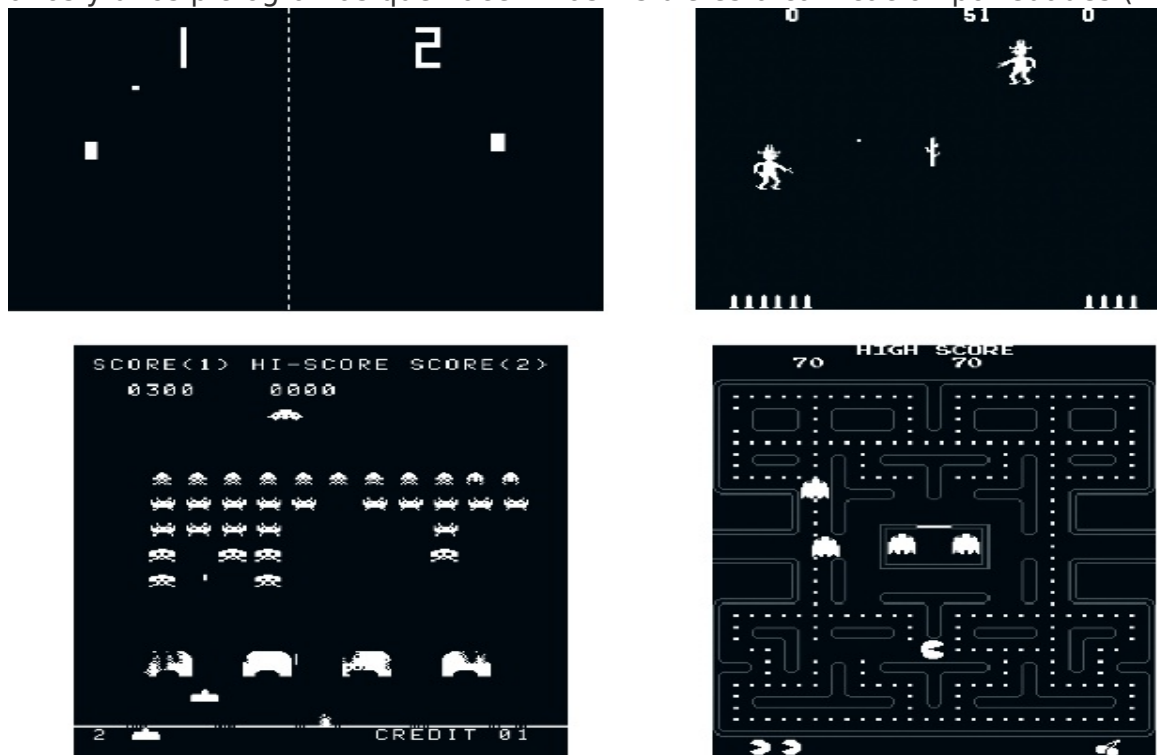 1 2
0 51 0
SCORE<1> HI-SCORE SCORE<2>
0300 0000
2 CREDIT 01
HIGH SCORE
70 70